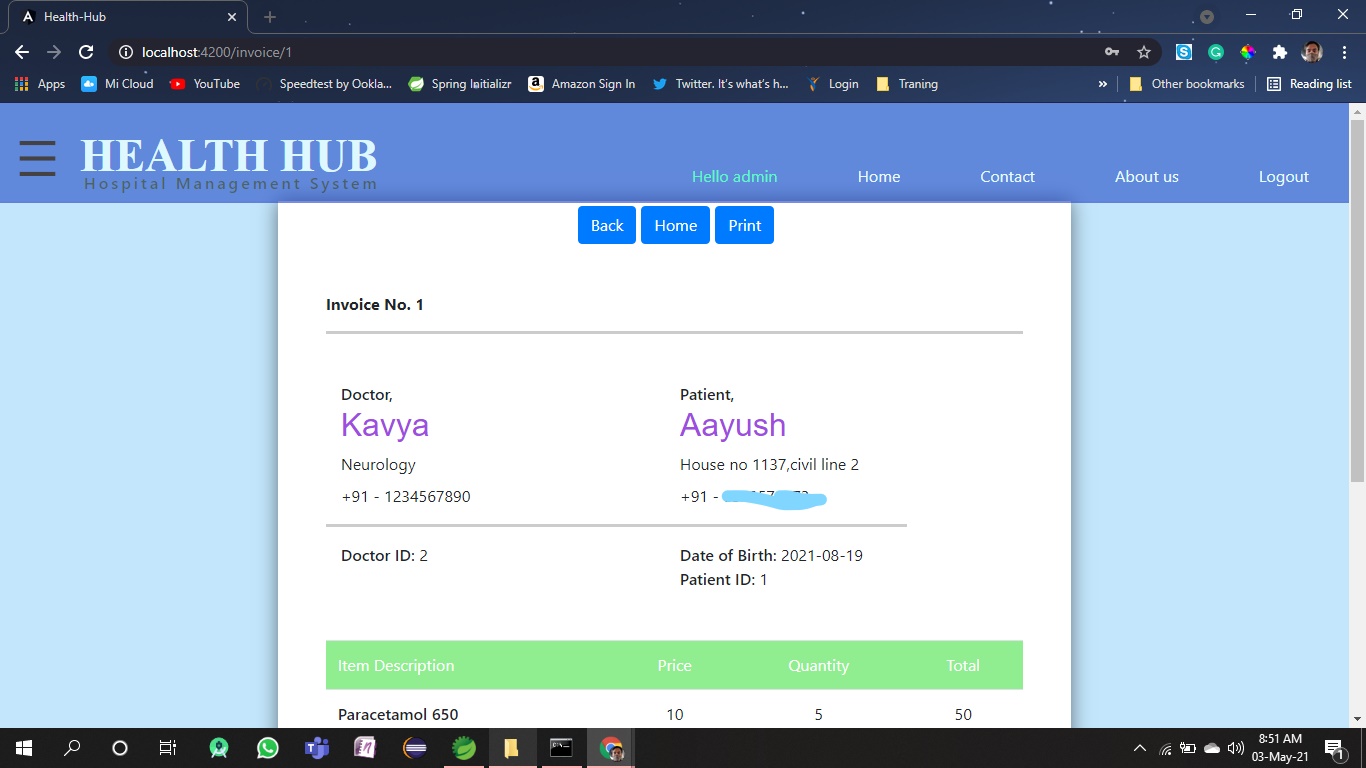 Health-Hub
localhost:4200/invoice/1
Apps Mi Cloud YouTube Speedtest by Ookla... Spring Initializr Amazon Sign In Twitter. It's what's h... Login Traning » Other bookmarks Reading list
HEALTH HUB
Hospital Management System
Hello admin Home Contact About us Logout
Back Home Print
Invoice No. 1
Doctor, Patient,
Kavya Aayush
Neurology House no 1137,civil line 2
+91 - 1234567890 +91 -
Doctor ID: 2 Date of Birth: 2021-08-19
Patient ID: 1
Item Description Price Quantity Total
Paracetamol 650 10 5 50
8:51 AM
03-May-21
1